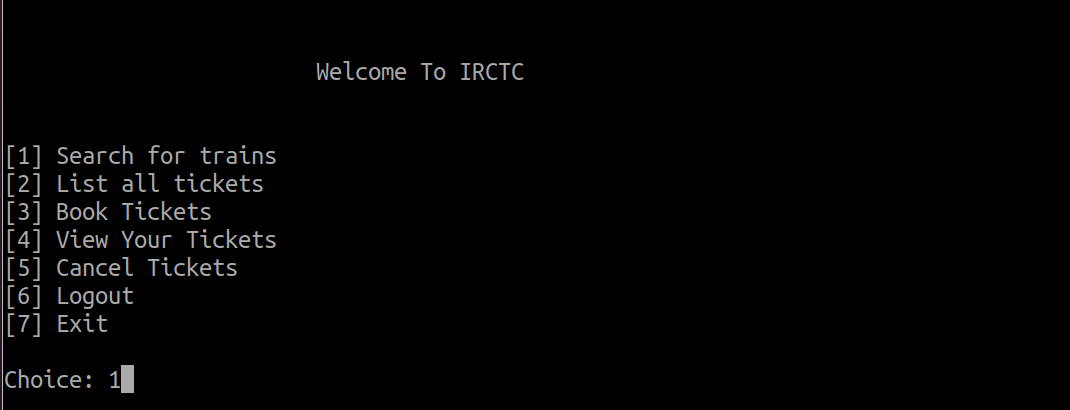 Welcome To IRCTC
[1] Search for trains
[2] List all tickets
[3] Book Tickets
[4] View Your Tickets
[5] Cancel Tickets
[6] Logout
[7] Exit
Choice: 1